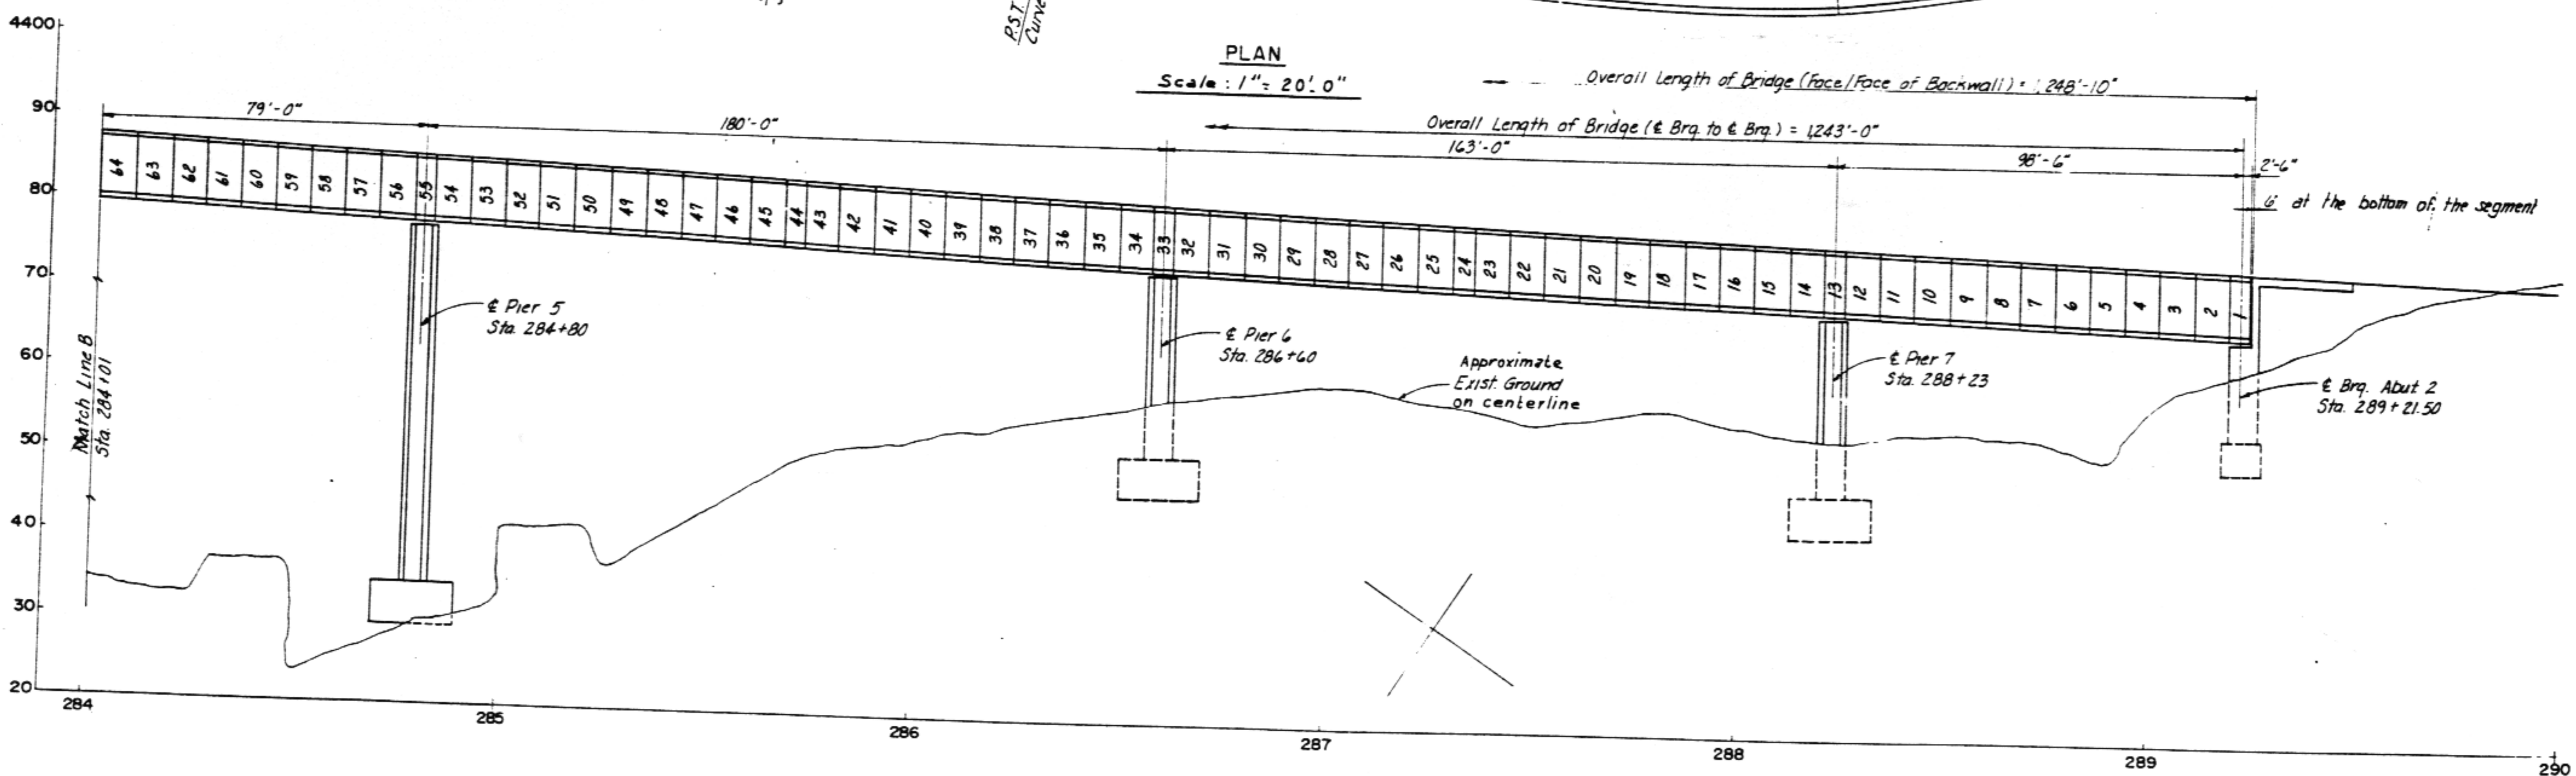 4400
P.S.T.
Curve
PLAN
Scale : 1" = 20'.0"
Overall Length of Bridge (Face/Face of Backwall) = 1,248'-10"
90
79'-0"
180'-0"
Overall Length of Bridge (℄ Brg. to ℄ Brg.) = 1,243'-0"
163'-0"
98'-6"
2'-6"
6" at the bottom of the segment
80
64 63 62 61 60 59 58 57 56 55 54 53 52 51 50 49 48 47 46 45 44 43 42 41 40 39 38 37 36 35 34 33 32 31 30 29 28 27 26 25 24 23 22 21 20 19 18 17 16 15 14 13 12 11 10 9 8 7 6 5 4 3 2 1
70
℄ Pier 5
Sta. 284+80
℄ Pier 6
Sta. 286+60
℄ Pier 7
Sta. 288+23
℄ Brg. Abut 2
Sta. 289+21.50
Approximate
Exist. Ground
on centerline
60
Match Line B
Sta. 284+01
50
40
30
20
284
285
286
287
288
289
290